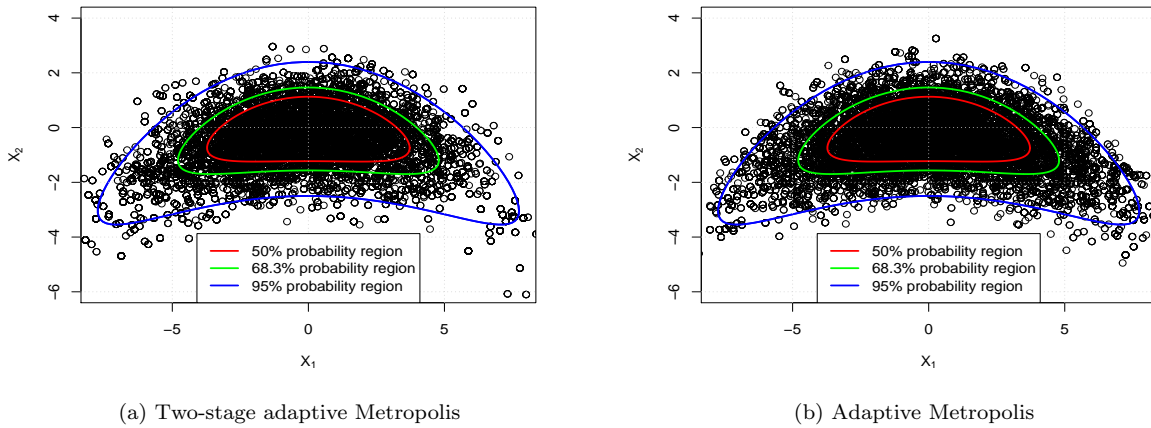 4
2
0
−2
−4
−6
X2
−5
0
5
X1
50% probability region
68.3% probability region
95% probability region
(a) Two-stage adaptive Metropolis
4
2
0
−2
−4
−6
X2
−5
0
5
X1
50% probability region
68.3% probability region
95% probability region
(b) Adaptive Metropolis